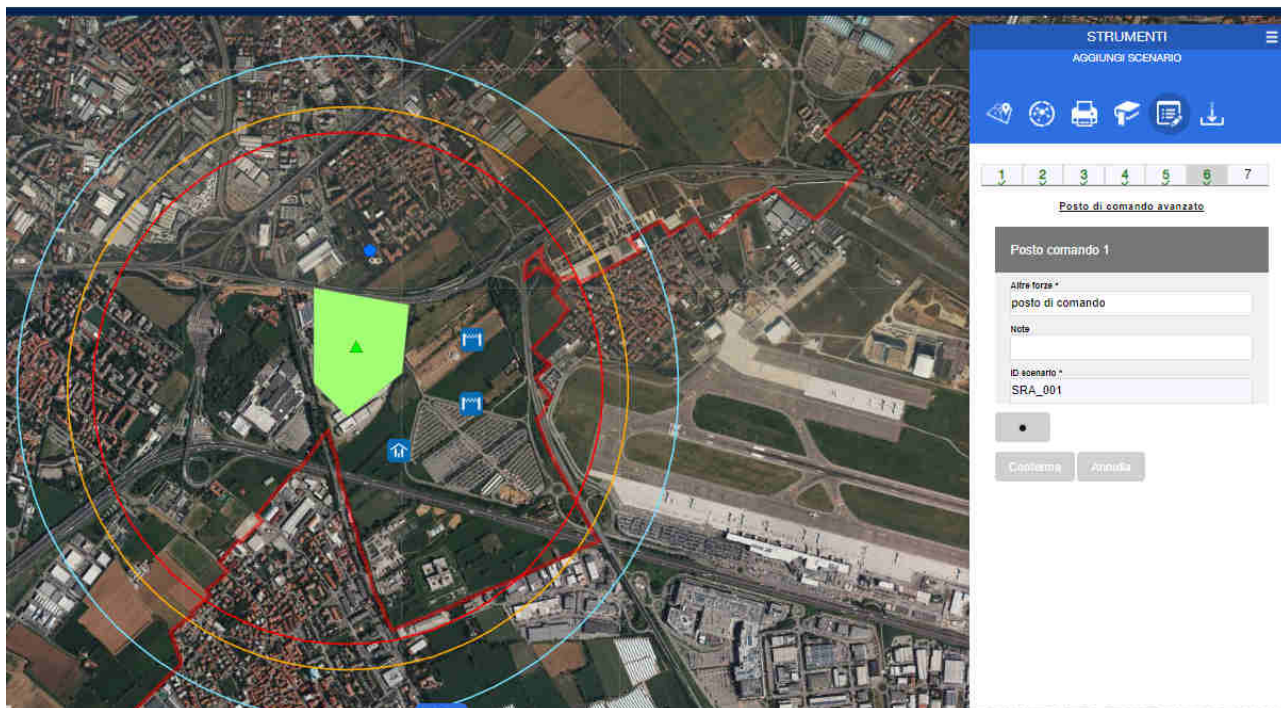 STRUMENTI
AGGIUNGI SCENARIO
1 2 3 4 5 6 7
Posto di comando avanzato
Posto comando 1
Altre forze *
posto di comando
Note
ID scenario *
SRA_001
Conferma Annulla